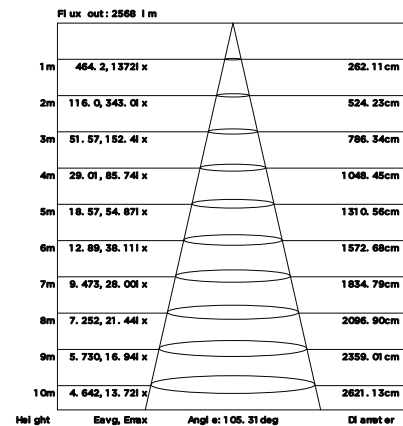 Flux out: 2568 lm
1m 464.2, 1372lx 262.11cm
2m 116.0, 343.0lx 524.23cm
3m 51.57, 152.4lx 786.34cm
4m 29.01, 85.74lx 1048.45cm
5m 18.57, 54.87lx 1310.56cm
6m 12.89, 38.11lx 1572.68cm
7m 9.473, 28.00lx 1834.79cm
8m 7.252, 21.44lx 2096.90cm
9m 5.730, 16.94lx 2359.01cm
10m 4.642, 13.72lx 2621.13cm
Height Eavg, Emax Angle: 105.31deg Diameter